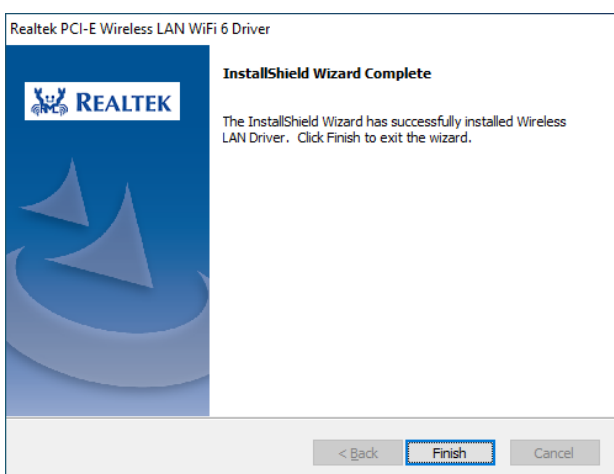 Realtek PCI-E Wireless LAN WiFi 6 Driver
REALTEK
InstallShield Wizard Complete
The InstallShield Wizard has successfully installed Wireless
LAN Driver. Click Finish to exit the wizard.
< Back
Finish
Cancel